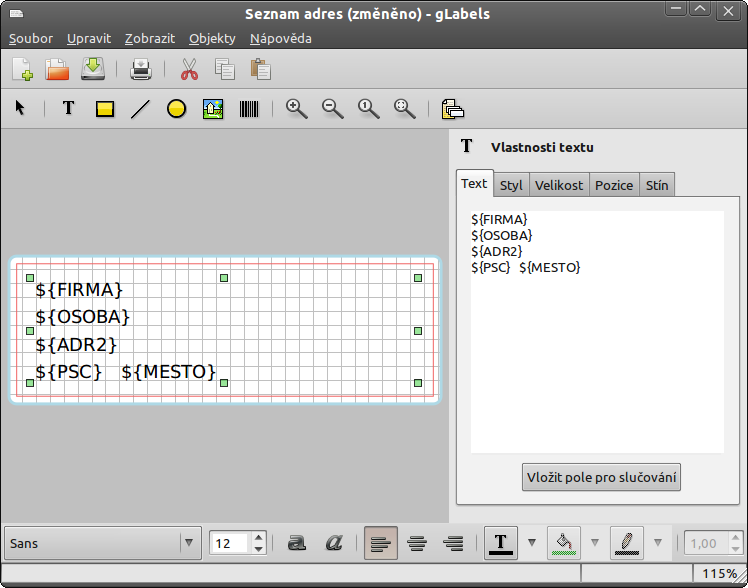 Seznam adres (změněno) - gLabels
Soubor Upravit Zobrazit Objekty Nápověda
T
T Vlastnosti textu
Text Styl Velikost Pozice Stín
${FIRMA}
${OSOBA}
${ADR2}
${PSC} ${MESTO}
${FIRMA}
${OSOBA}
${ADR2}
${PSC} ${MESTO}
Vložit pole pro slučování
Sans 12 a a T 1,00
115%